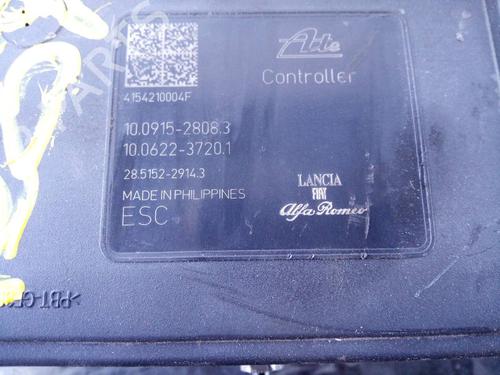 Ate
Controller
4154210004F
10.0915-2808.3
10.0622-3720.1
28.5152-2914.3
MADE IN PHILIPPINES
ESC
LANCIA
FIAT
Alfa Romeo